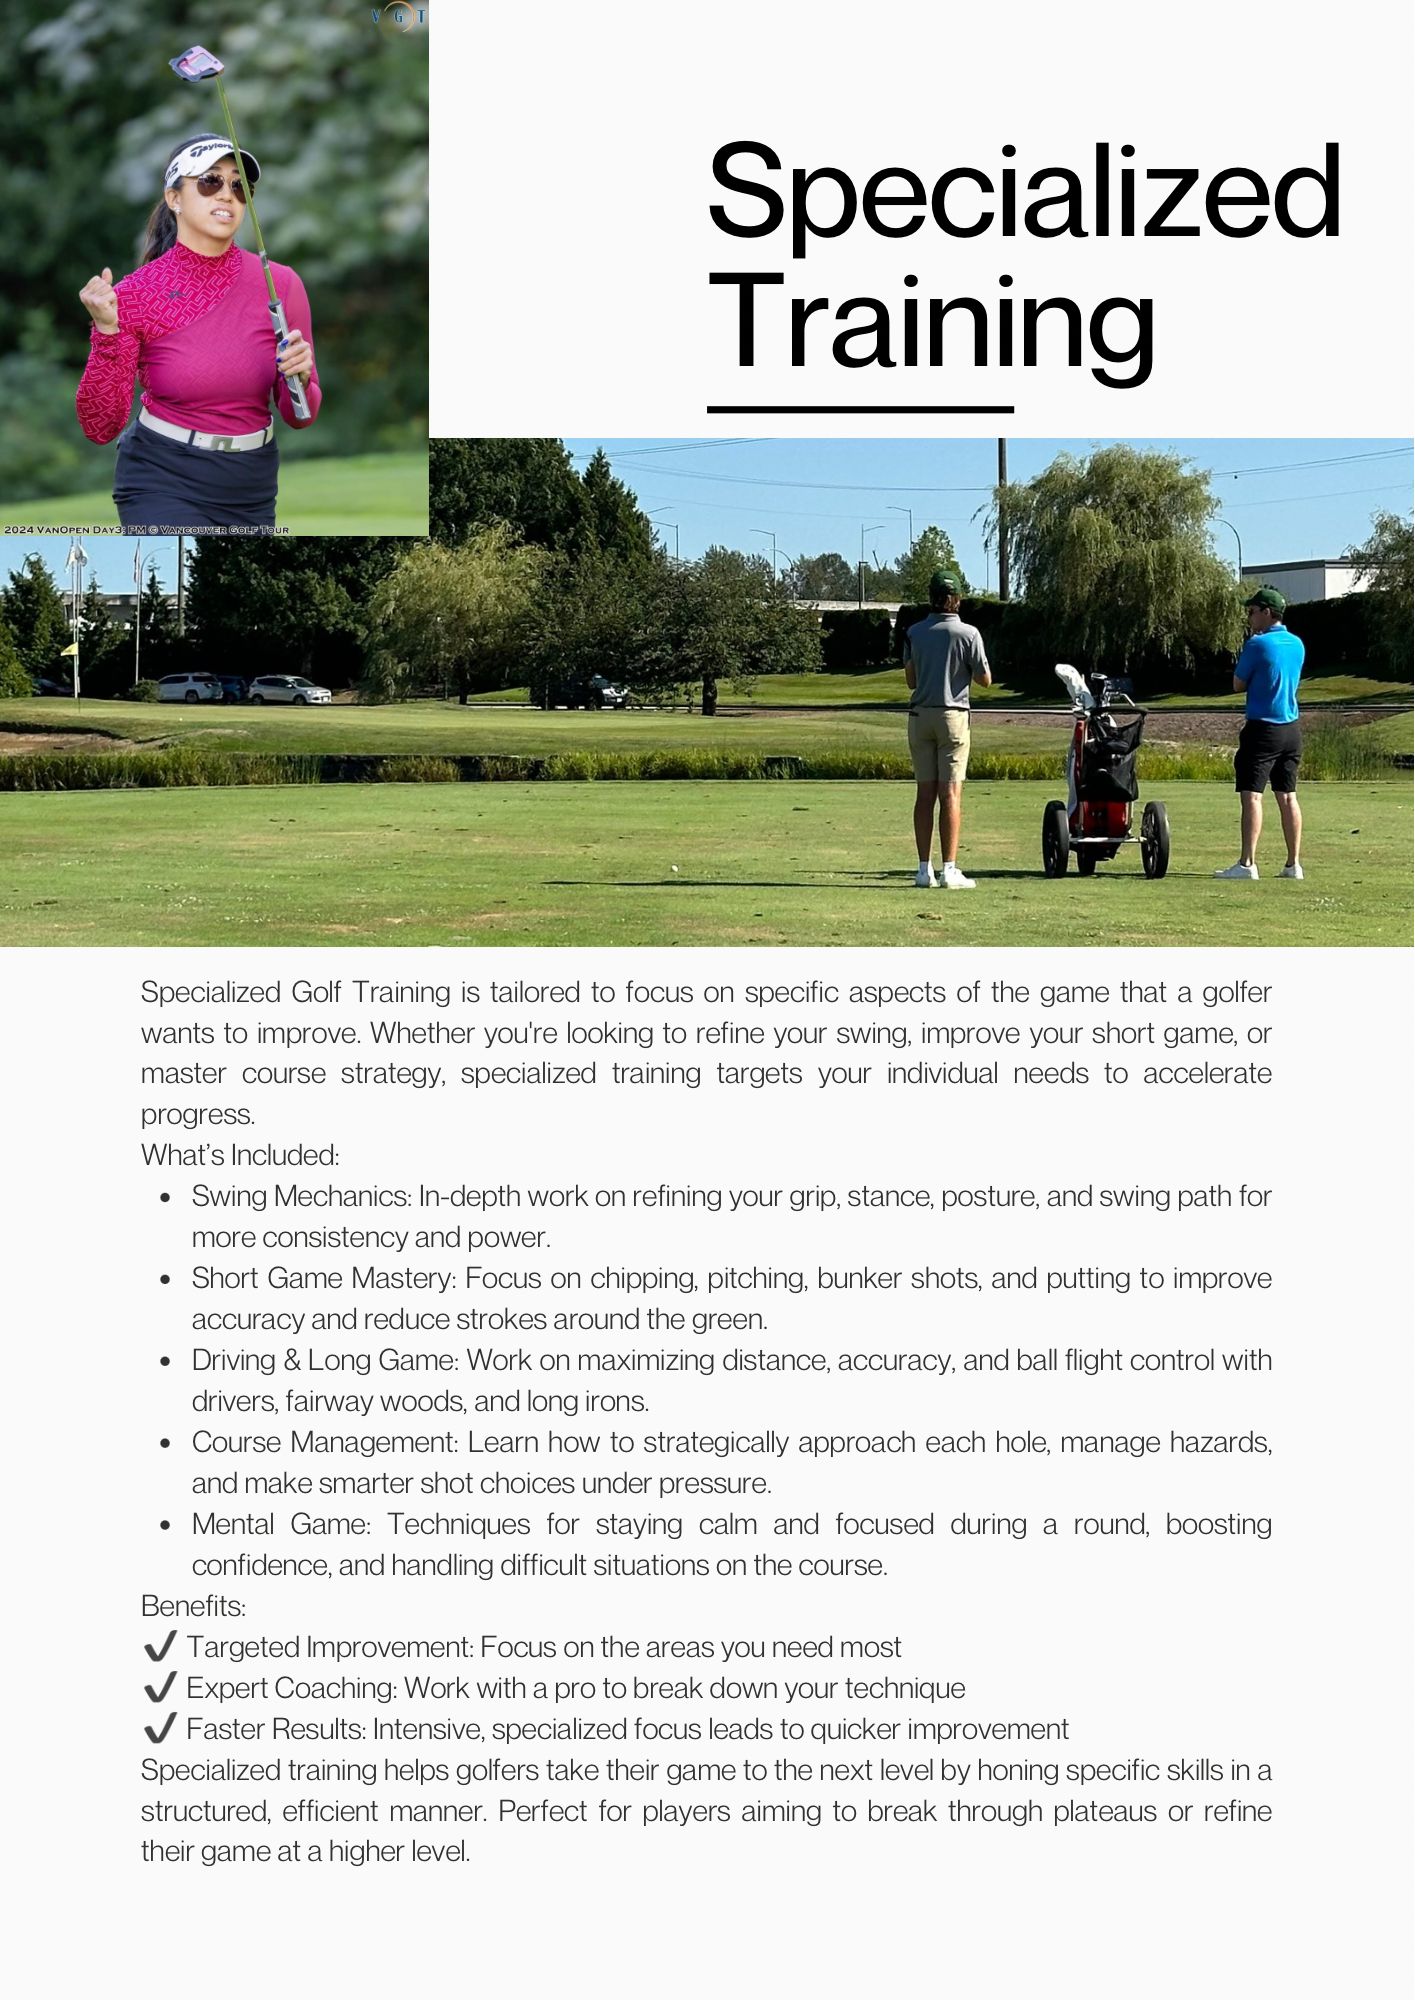 V G T
TaylorM
2024 VanOpen Day3: PM © Vancouver Golf Tour
Specialized
Training
Specialized Golf Training is tailored to focus on specific aspects of the game that a golfer
wants to improve. Whether you're looking to refine your swing, improve your short game, or
master course strategy, specialized training targets your individual needs to accelerate
progress.
What’s Included:
• Swing Mechanics: In-depth work on refining your grip, stance, posture, and swing path for
more consistency and power.
• Short Game Mastery: Focus on chipping, pitching, bunker shots, and putting to improve
accuracy and reduce strokes around the green.
• Driving & Long Game: Work on maximizing distance, accuracy, and ball flight control with
drivers, fairway woods, and long irons.
• Course Management: Learn how to strategically approach each hole, manage hazards,
and make smarter shot choices under pressure.
• Mental Game: Techniques for staying calm and focused during a round, boosting
confidence, and handling difficult situations on the course.
Benefits:
✔ Targeted Improvement: Focus on the areas you need most
✔ Expert Coaching: Work with a pro to break down your technique
✔ Faster Results: Intensive, specialized focus leads to quicker improvement
Specialized training helps golfers take their game to the next level by honing specific skills in a
structured, efficient manner. Perfect for players aiming to break through plateaus or refine
their game at a higher level.